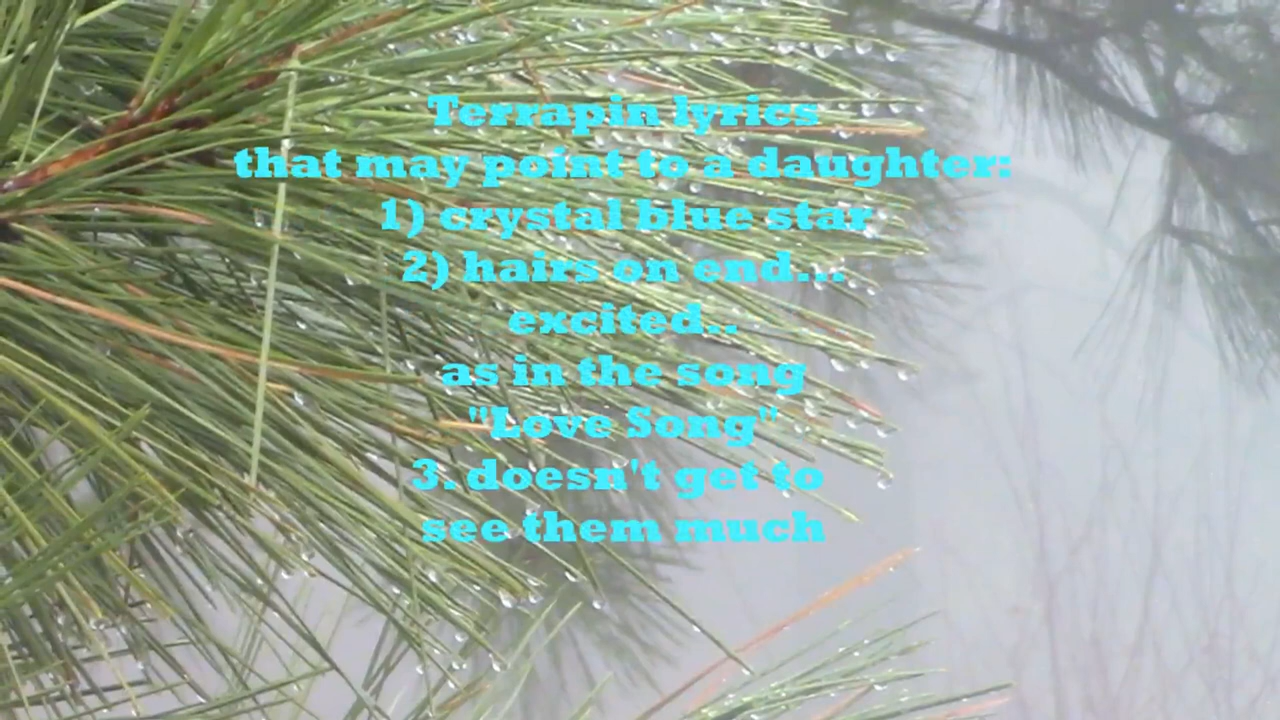 Terrapin lyrics
that may point to a daughter:
1) crystal blue star
2) hairs on end...
excited..
as in the song
"Love Song"
3. doesn't get to
see them much